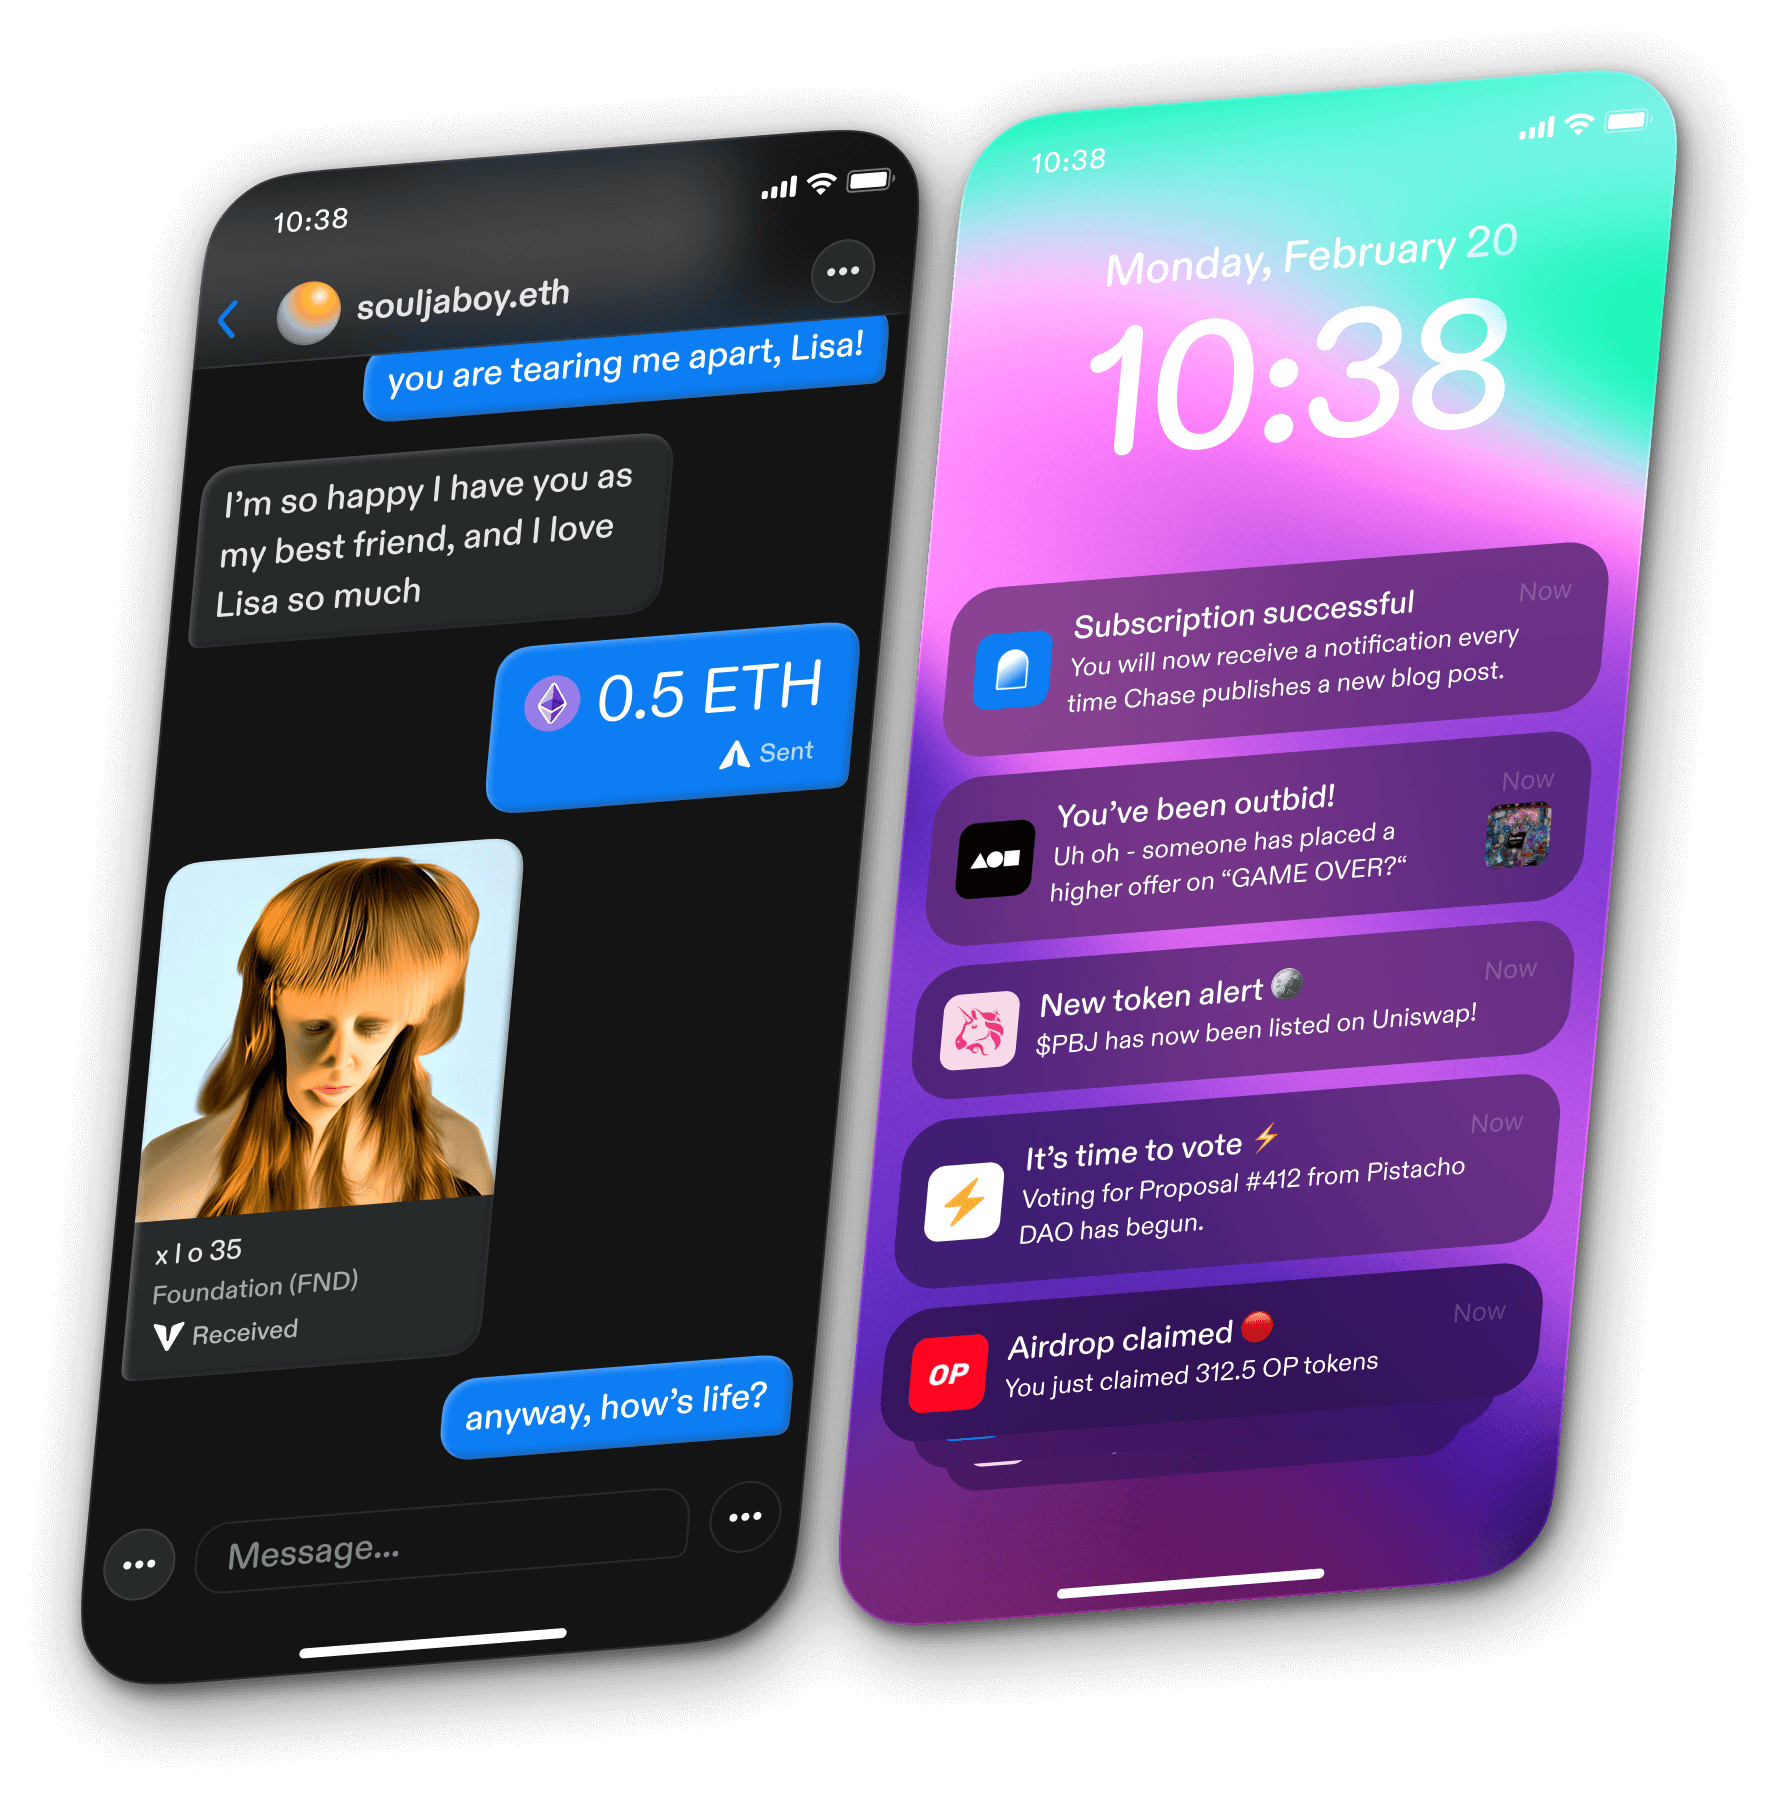 10:38
souljaboy.eth
you are tearing me apart, Lisa!
I’m so happy I have you as
my best friend, and I love
Lisa so much
0.5 ETH
Sent
x l o 35
Foundation (FND)
Received
anyway, how’s life?
Message...
10:38
Monday, February 20
10:38
Subscription successful
Now
You will now receive a notification every
time Chase publishes a new blog post.
You’ve been outbid!
Now
Uh oh - someone has placed a
higher offer on “GAME OVER?“
New token alert
Now
$PBJ has now been listed on Uniswap!
It’s time to vote ⚡
Now
Voting for Proposal #412 from Pistacho
DAO has begun.
OP
Airdrop claimed 🔴
Now
You just claimed 312.5 OP tokens